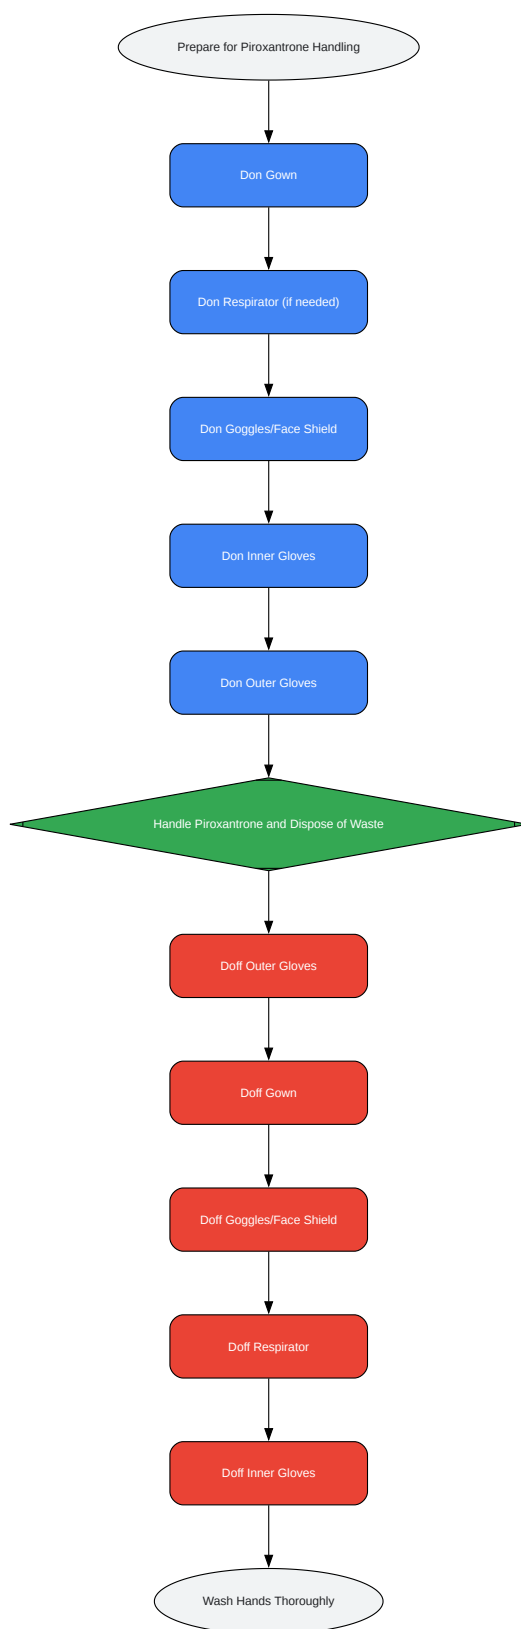 Prepare for Piroxantrone Handling
Don Gown
Don Respirator (if needed)
Don Goggles/Face Shield
Don Inner Gloves
Don Outer Gloves
Handle Piroxantrone and Dispose of Waste
Doff Outer Gloves
Doff Gown
Doff Goggles/Face Shield
Doff Respirator
Doff Inner Gloves
Wash Hands Thoroughly